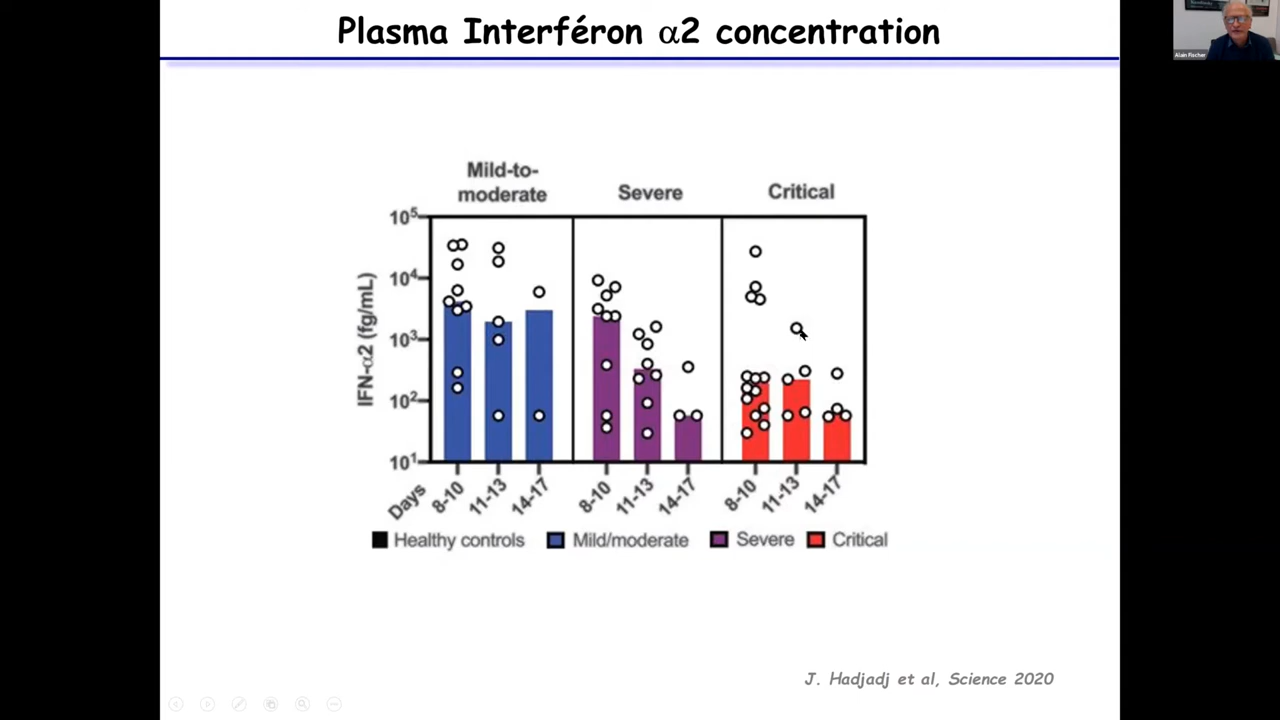 Plasma Interféron α2 concentration
Alain Fischer
Mild-to-
moderate
Severe
Critical
10⁵
10⁴
10³
10²
10¹
IFN-α2 (fg/mL)
Days 8-10 11-13 14-17 8-10 11-13 14-17 8-10 11-13 14-17
Healthy controls Mild/moderate Severe Critical
J. Hadjadj et al, Science 2020